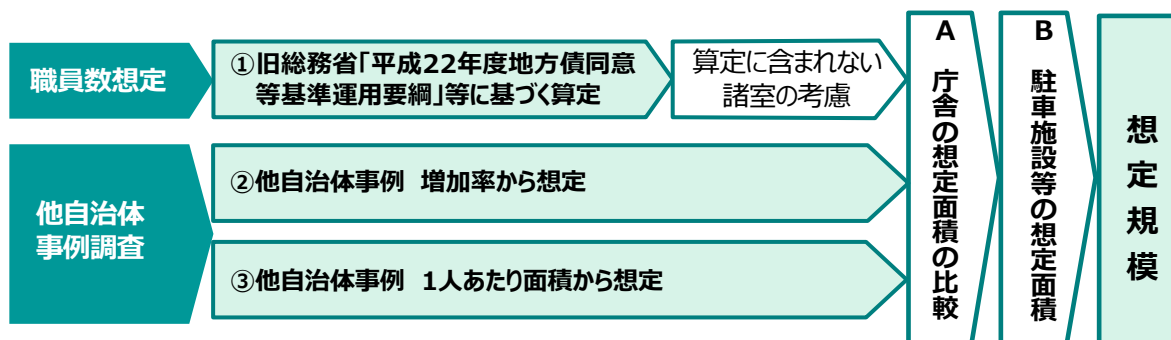 職員数想定
①旧総務省「平成22年度地方債同意
等基準運用要綱」等に基づく算定
算定に含まれない
諸室の考慮
他自治体
事例調査
②他自治体事例 増加率から想定
③他自治体事例 1人あたり面積から想定
A 庁舎の想定面積の比較
B 駐車施設等の想定面積
想定規模